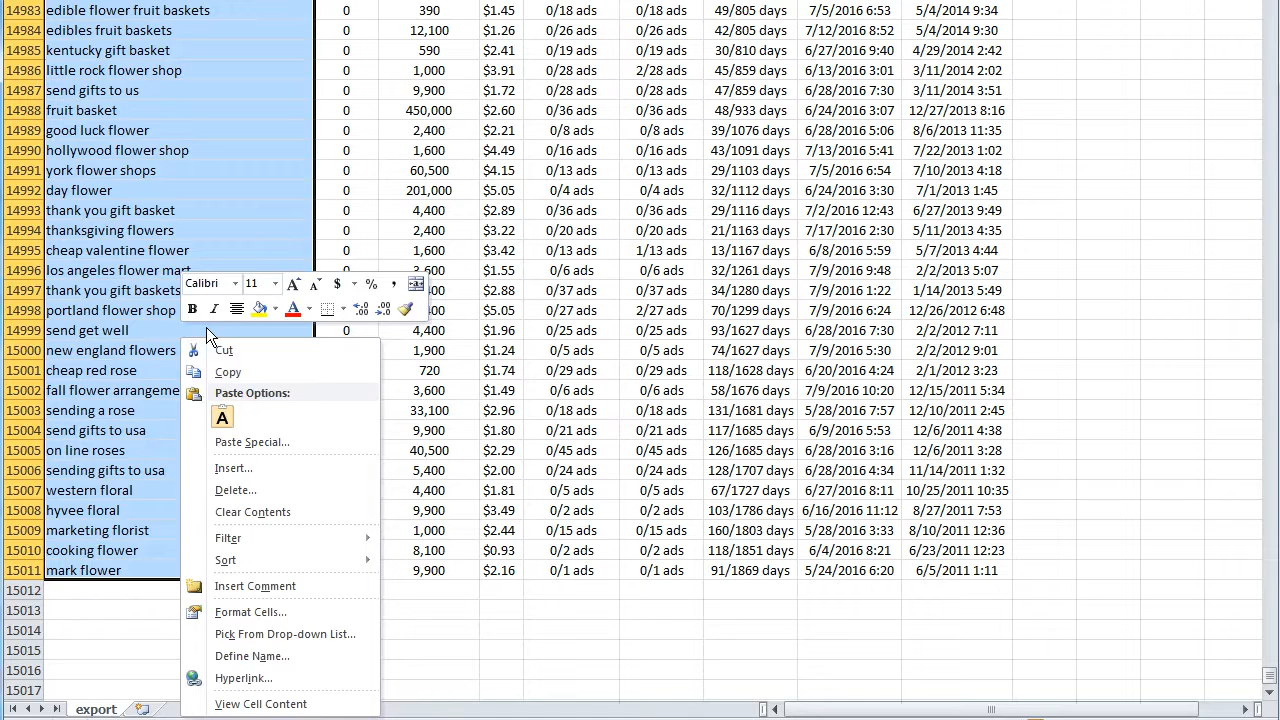 14983 edible flower fruit baskets 0 390 $1.45 0/18 ads 0/18 ads 49/805 days 7/5/2016 6:53 5/4/2014 9:34
14984 edibles fruit baskets 0 12,100 $1.26 0/26 ads 0/26 ads 42/805 days 7/12/2016 8:52 5/4/2014 9:30
14985 kentucky gift basket 0 590 $2.41 0/19 ads 0/19 ads 30/810 days 6/27/2016 9:40 4/29/2014 2:42
14986 little rock flower shop 0 1,000 $3.91 0/28 ads 2/28 ads 45/859 days 6/13/2016 3:01 3/11/2014 2:02
14987 send gifts to us 0 9,900 $1.72 0/28 ads 0/28 ads 47/859 days 6/28/2016 7:30 3/11/2014 3:51
14988 fruit basket 0 450,000 $2.60 0/36 ads 0/36 ads 48/933 days 6/24/2016 3:07 12/27/2013 8:16
14989 good luck flower 0 2,400 $2.21 0/8 ads 0/8 ads 39/1076 days 6/28/2016 5:06 8/6/2013 11:35
14990 hollywood flower shop 0 1,600 $4.49 0/16 ads 0/16 ads 43/1091 days 7/13/2016 5:41 7/22/2013 1:02
14991 york flower shops 0 60,500 $4.15 0/13 ads 0/13 ads 29/1103 days 7/5/2016 6:54 7/10/2013 4:18
14992 day flower 0 201,000 $5.05 0/4 ads 0/4 ads 32/1112 days 6/24/2016 3:30 7/1/2013 1:45
14993 thank you gift basket 0 4,400 $2.89 0/36 ads 0/36 ads 29/1116 days 7/2/2016 12:43 6/27/2013 9:49
14994 thanksgiving flowers 0 2,400 $3.22 0/20 ads 0/20 ads 21/1163 days 7/17/2016 2:30 5/11/2013 4:35
14995 cheap valentine flower 0 1,600 $3.42 0/13 ads 1/13 ads 13/1167 days 6/8/2016 5:59 5/7/2013 4:44
14996 los angeles flower mart $1.55 0/6 ads 0/6 ads 32/1261 days 7/9/2016 9:48 2/2/2013 5:07
Calibri 11 $ % ,
14997 thank you gift baskets $2.88 0/37 ads 0/37 ads 34/1280 days 7/9/2016 1:22 1/14/2013 5:49
14998 portland flower shop $5.05 0/27 ads 2/27 ads 70/1299 days 7/9/2016 6:24 12/26/2012 6:48
B I A
14999 send get well 0 4,400 $1.96 0/25 ads 0/25 ads 93/1627 days 6/28/2016 7:30 2/2/2012 7:11
15000 new england flowers 1,900 $1.24 0/5 ads 0/5 ads 74/1627 days 7/9/2016 5:30 2/2/2012 9:01
15001 cheap red rose 720 $1.74 0/29 ads 0/29 ads 118/1628 days 6/20/2016 4:24 2/1/2012 3:23
15002 fall flower arrangeme 3,600 $1.49 0/6 ads 0/6 ads 58/1676 days 7/9/2016 10:20 12/15/2011 5:34
15003 sending a rose 33,100 $2.96 0/18 ads 0/18 ads 131/1681 days 5/28/2016 7:57 12/10/2011 2:45
15004 send gifts to usa 9,900 $1.80 0/21 ads 0/21 ads 117/1685 days 6/9/2016 5:53 12/6/2011 4:38
15005 on line roses 40,500 $2.29 0/45 ads 0/45 ads 126/1685 days 6/28/2016 3:16 12/6/2011 3:28
15006 sending gifts to usa 5,400 $2.00 0/24 ads 0/24 ads 128/1707 days 6/28/2016 4:34 11/14/2011 1:32
15007 western floral 4,400 $1.81 0/5 ads 0/5 ads 67/1727 days 6/27/2016 8:11 10/25/2011 10:35
15008 hyvee floral 9,900 $3.49 0/2 ads 0/2 ads 103/1786 days 6/16/2016 11:12 8/27/2011 7:53
15009 marketing florist 1,000 $2.44 0/15 ads 0/15 ads 160/1803 days 5/28/2016 3:33 8/10/2011 12:36
15010 cooking flower 8,100 $0.93 0/2 ads 0/2 ads 118/1851 days 6/4/2016 8:21 6/23/2011 12:23
15011 mark flower 9,900 $2.16 0/1 ads 0/1 ads 91/1869 days 5/24/2016 6:20 6/5/2011 1:11
15012
15013
15014
15015
15016
15017
Cut
Copy
Paste Options:
A
Paste Special...
Insert...
Delete...
Clear Contents
Filter
Sort
Insert Comment
Format Cells...
Pick From Drop-down List...
Define Name...
Hyperlink...
View Cell Content
export